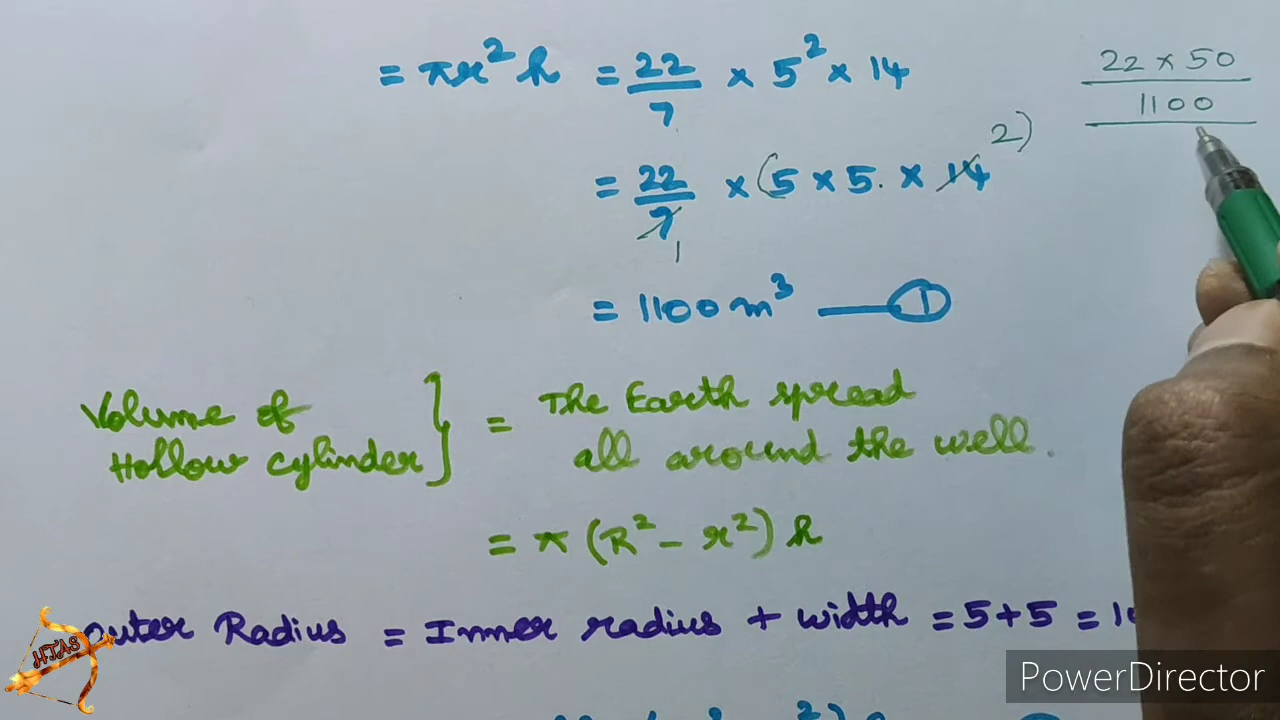 = πr² h = 22/7 × 5² × 14
22 × 50
1100
= 22/7 × (5 × 5 . × 14 2)
1
= 1100 m³ — 1
Volume of Hollow cylinder } = The Earth spread all around the well.
= π (R² - r²) h
outer Radius = Inner radius + width = 5 + 5 =
HTAS
PowerDirector